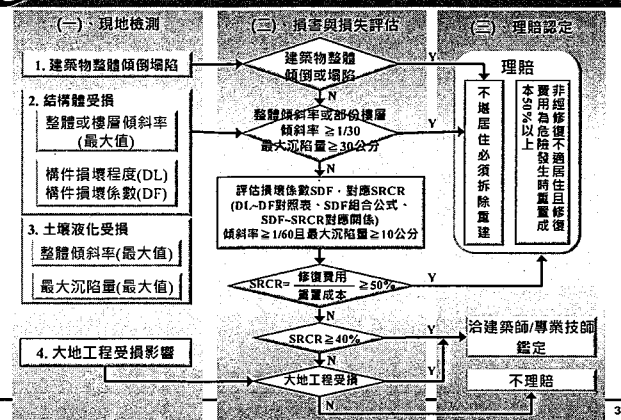 (一)、現地檢測
1. 建築物整體傾倒塌陷
2. 結構體受損
整體或樓層傾斜率
(最大值)
構件損壞程度(DL)
構件損壞係數(DF)
3. 土壤液化受損
整體傾斜率(最大值)
最大沉陷量(最大值)
4. 大地工程受損影響
(二)、損害與損失評估
建築物整體
傾倒或塌陷
Y
N
整體傾斜率或部份樓層
傾斜率 ≧1/30
最大沉陷量≧30公分
Y
N
評估損壞係數SDF，對應SRCR
(DL~DF對照表、SDF組合公式、
SDF~SRCR對應關係)
傾斜率≧1/60且最大沉陷量≧10公分
N
SRCR=修復費用/重置成本≧50%
Y
N
SRCR≧40%
Y
N
大地工程受損
Y
N
(三)、理賠認定
理賠
不適居住必須拆除重建
非經修復不適居住且修復
費用為危險發生時重置成
本50%以上
洽建築師/專業技師
鑑定
不理賠
3